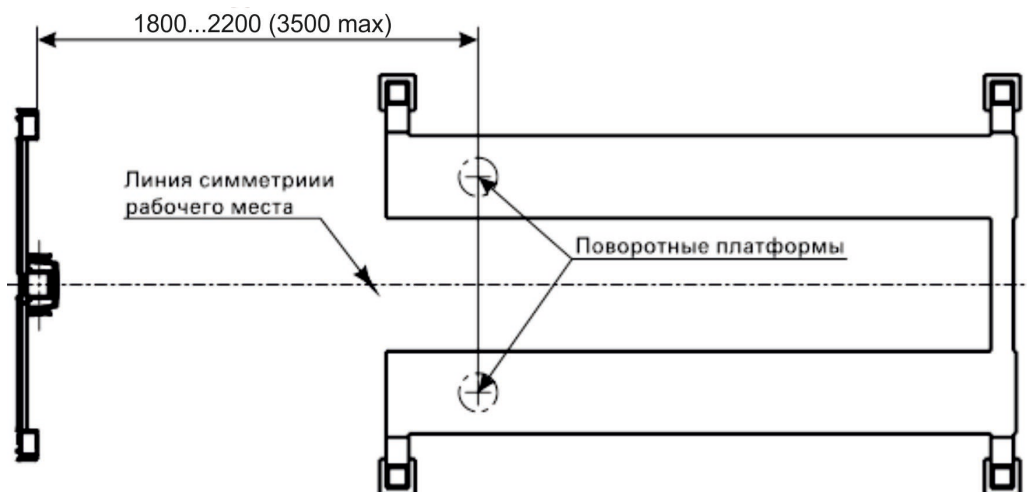 1800...2200 (3500 max)
Линия симметриии
рабочего места
Поворотные платформы